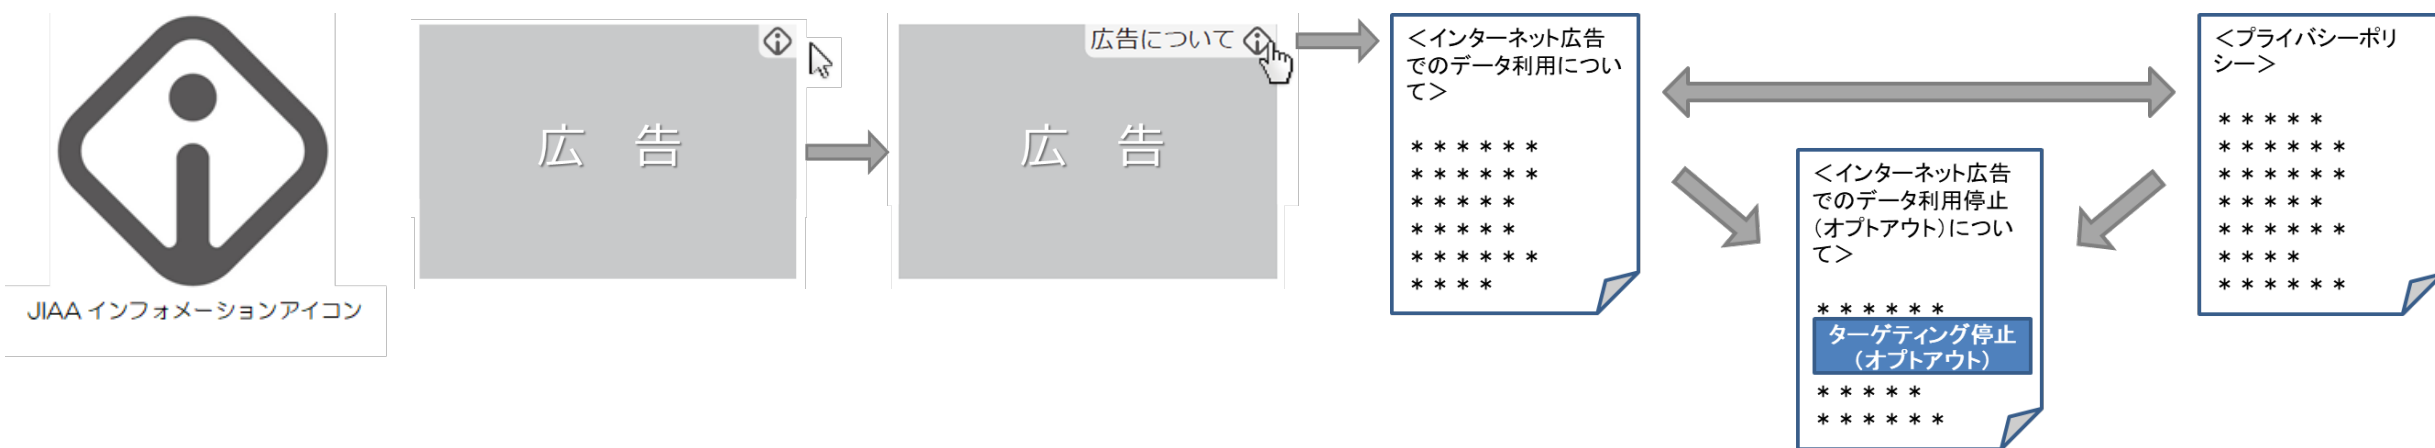 JIAA インフォメーションアイコン
広 告
広告について
広 告
＜インターネット広告
でのデータ利用につい
て＞
＊＊＊＊＊＊
＊＊＊＊＊＊
＊＊＊＊＊
＊＊＊＊＊
＊＊＊＊＊＊
＊＊＊＊
＜インターネット広告
でのデータ利用停止
（オプトアウト）につい
て＞
＊＊＊＊＊＊
ターゲティング停止
（オプトアウト）
＊＊＊＊＊
＊＊＊＊＊＊
＜プライバシーポリ
シー＞
＊＊＊＊＊
＊＊＊＊＊＊
＊＊＊＊＊＊
＊＊＊＊＊
＊＊＊＊＊＊
＊＊＊＊
＊＊＊＊＊＊